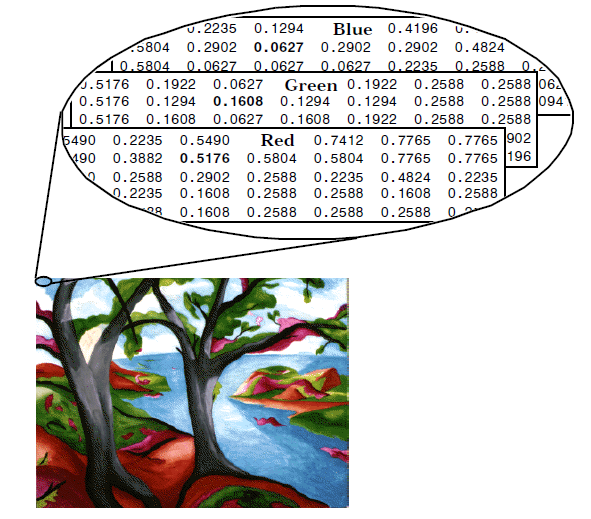 0.2235 0.1294 Blue 0.4196
.5804 0.2902 0.0627 0.2902 0.2902 0.4824
0.5804 0.0627 0.0627 0.0627 0.2235 0.2588
.5176 0.1922 0.0627 Green 0.1922 0.2588 0.2588
0.5176 0.1294 0.1608 0.1294 0.1294 0.2588 0.2588 094
0.5176 0.1608 0.0627 0.1608 0.1922 0.2588 0.2588
5490 0.2235 0.5490 Red 0.7412 0.7765 0.7765 902
490 0.3882 0.5176 0.5804 0.5804 0.7765 0.7765 196
0.2588 0.2902 0.2588 0.2235 0.4824 0.2235
0.2235 0.1608 0.2588 0.2588 0.1608 0.2588
0.1608 0.2588 0.2588 0.2588